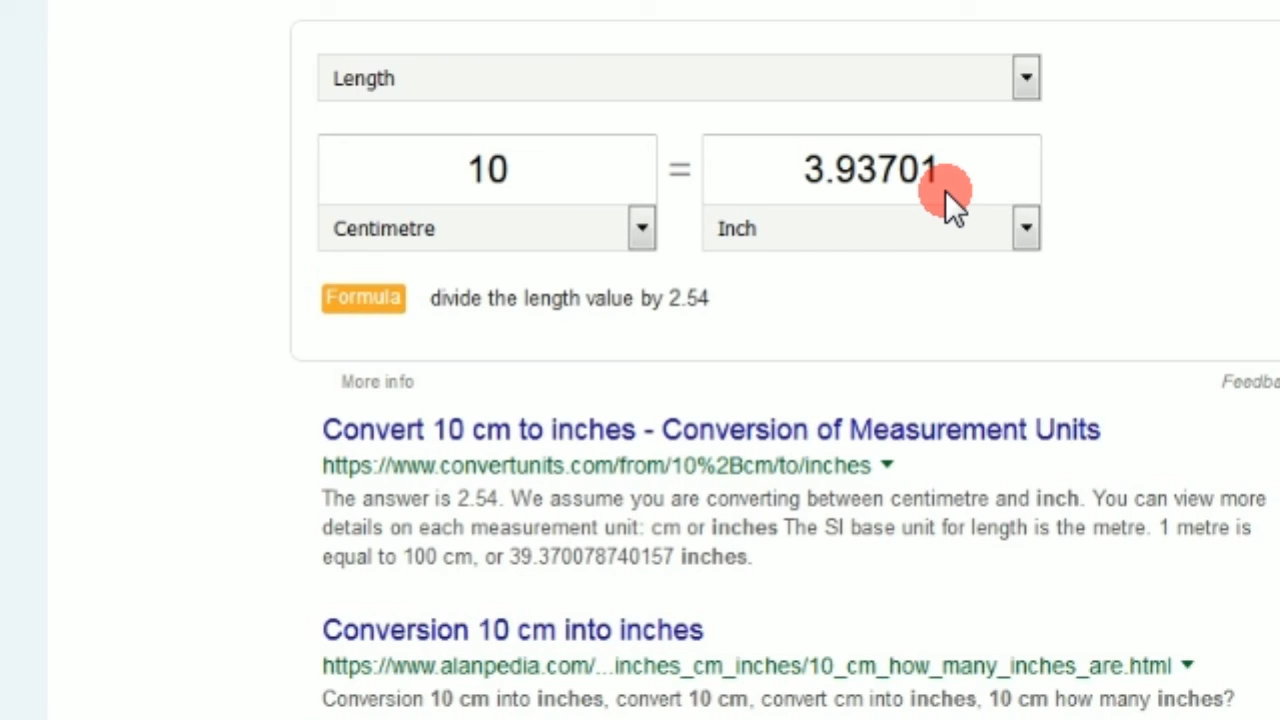 Length
10 = 3.93701
Centimetre Inch
Formula divide the length value by 2.54
More info
Convert 10 cm to inches - Conversion of Measurement Units
https://www.convertunits.com/from/10%2Bcm/to/inches
The answer is 2.54. We assume you are converting between centimetre and inch. You can view more
details on each measurement unit: cm or inches The SI base unit for length is the metre. 1 metre is
equal to 100 cm, or 39.370078740157 inches.
Conversion 10 cm into inches
https://www.alanpedia.com/...inches_cm_inches/10_cm_how_many_inches_are.html
Conversion 10 cm into inches, convert 10 cm, convert cm into inches, 10 cm how many inches?